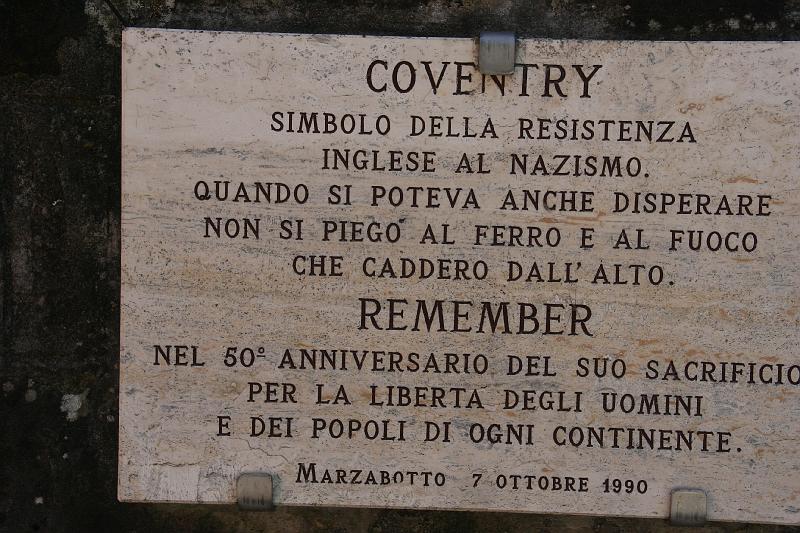 COVENTRY
SIMBOLO DELLA RESISTENZA
INGLESE AL NAZISMO.
QUANDO SI POTEVA ANCHE DISPERARE
NON SI PIEGO' AL FERRO E AL FUOCO
CHE CADDERO DALL'ALTO.
REMEMBER
NEL 50º ANNIVERSARIO DEL SUO SACRIFICIO
PER LA LIBERTA DEGLI UOMINI
E DEI POPOLI DI OGNI CONTINENTE.
MARZABOTTO 7 OTTOBRE 1990